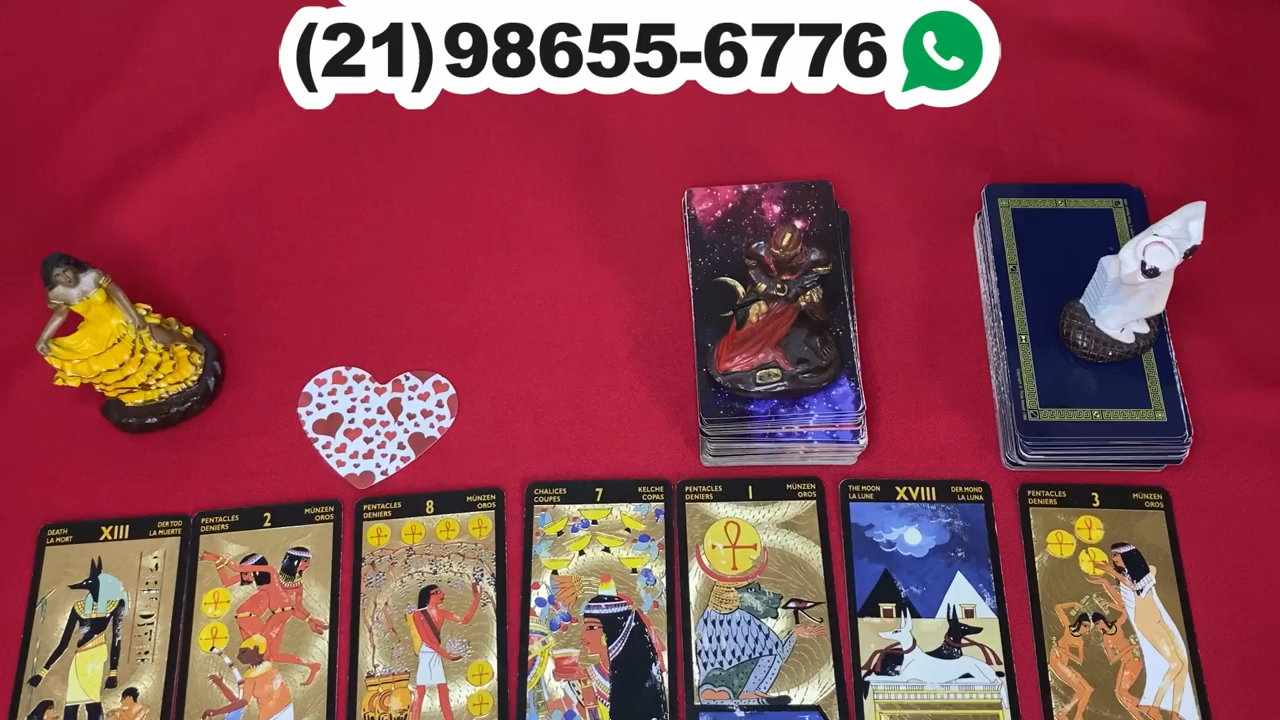 (21)98655-6776
DEATH
LA MORT
XIII
DER TOD
LA MUERTE
PENTACLES
DENIERS
2
MÜNZEN
OROS
PENTACLES
DENIERS
8
MÜNZEN
OROS
CHALICES
COUPES
7
KELCHE
COPAS
PENTACLES
DENIERS
I
MÜNZEN
OROS
THE MOON
LA LUNE
XVIII
DER MOND
LA LUNA
PENTACLES
DENIERS
3
MÜNZEN
OROS